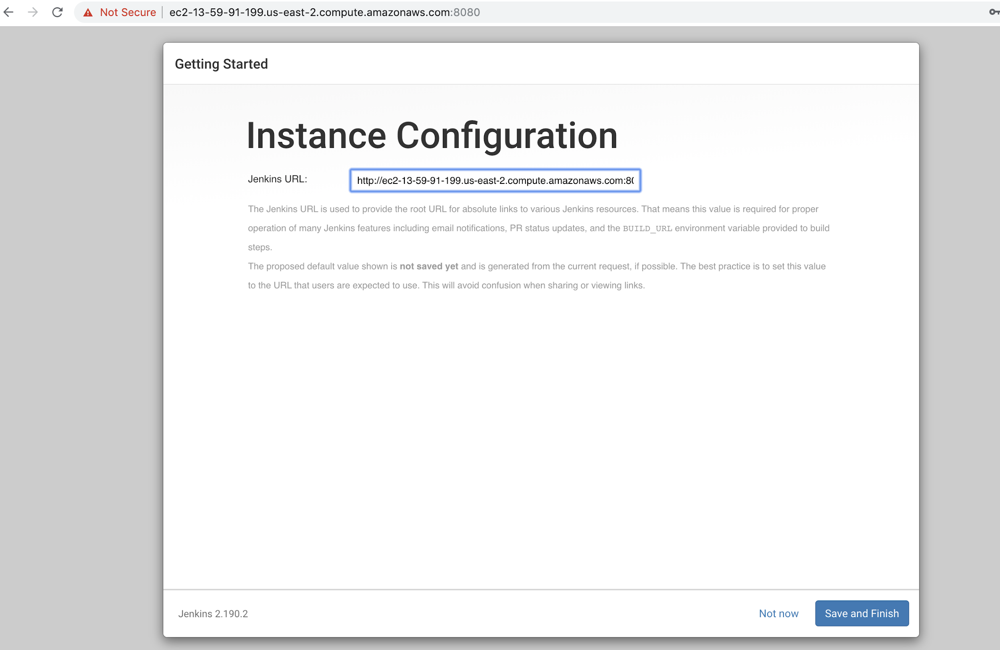 Not Secure | ec2-13-59-91-199.us-east-2.compute.amazonaws.com:8080
Getting Started
Instance Configuration
Jenkins URL: http://ec2-13-59-91-199.us-east-2.compute.amazonaws.com:80
The Jenkins URL is used to provide the root URL for absolute links to various Jenkins resources. That means this value is required for proper
operation of many Jenkins features including email notifications, PR status updates, and the BUILD_URL environment variable provided to build
steps.
The proposed default value shown is not saved yet and is generated from the current request, if possible. The best practice is to set this value
to the URL that users are expected to use. This will avoid confusion when sharing or viewing links.
Jenkins 2.190.2 Not now Save and Finish